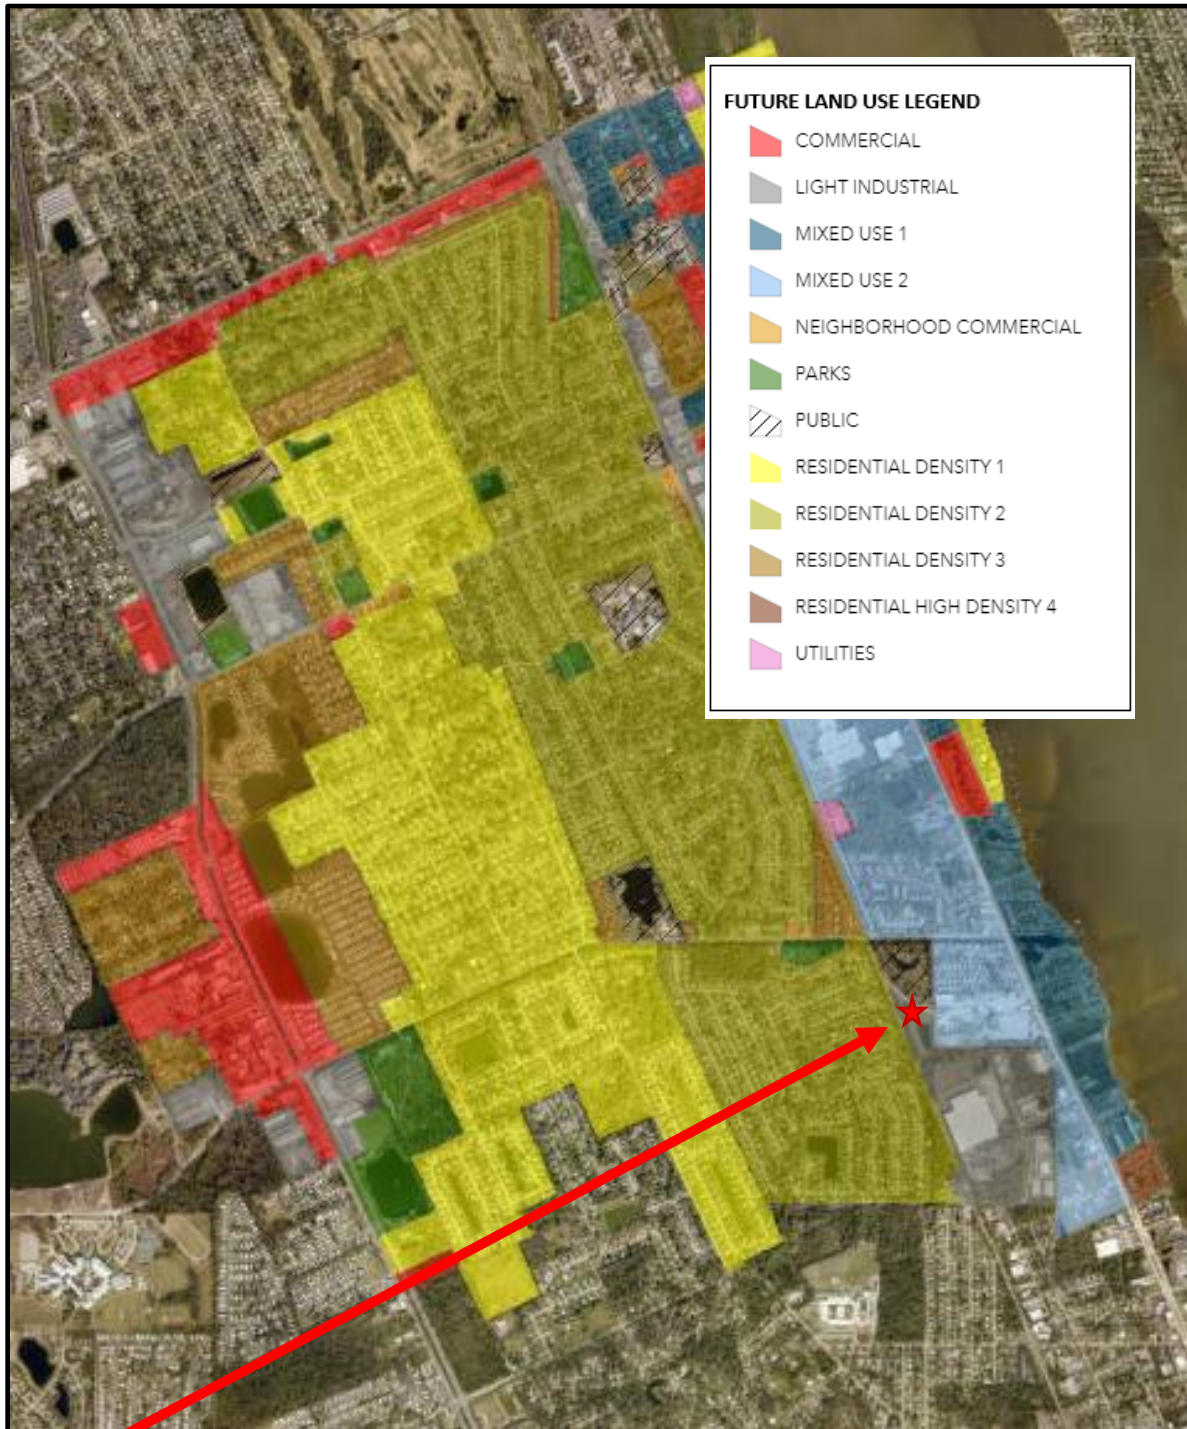 FUTURE LAND USE LEGEND
COMMERCIAL
LIGHT INDUSTRIAL
MIXED USE 1
MIXED USE 2
NEIGHBORHOOD COMMERCIAL
PARKS
PUBLIC
RESIDENTIAL DENSITY 1
RESIDENTIAL DENSITY 2
RESIDENTIAL DENSITY 3
RESIDENTIAL HIGH DENSITY 4
UTILITIES